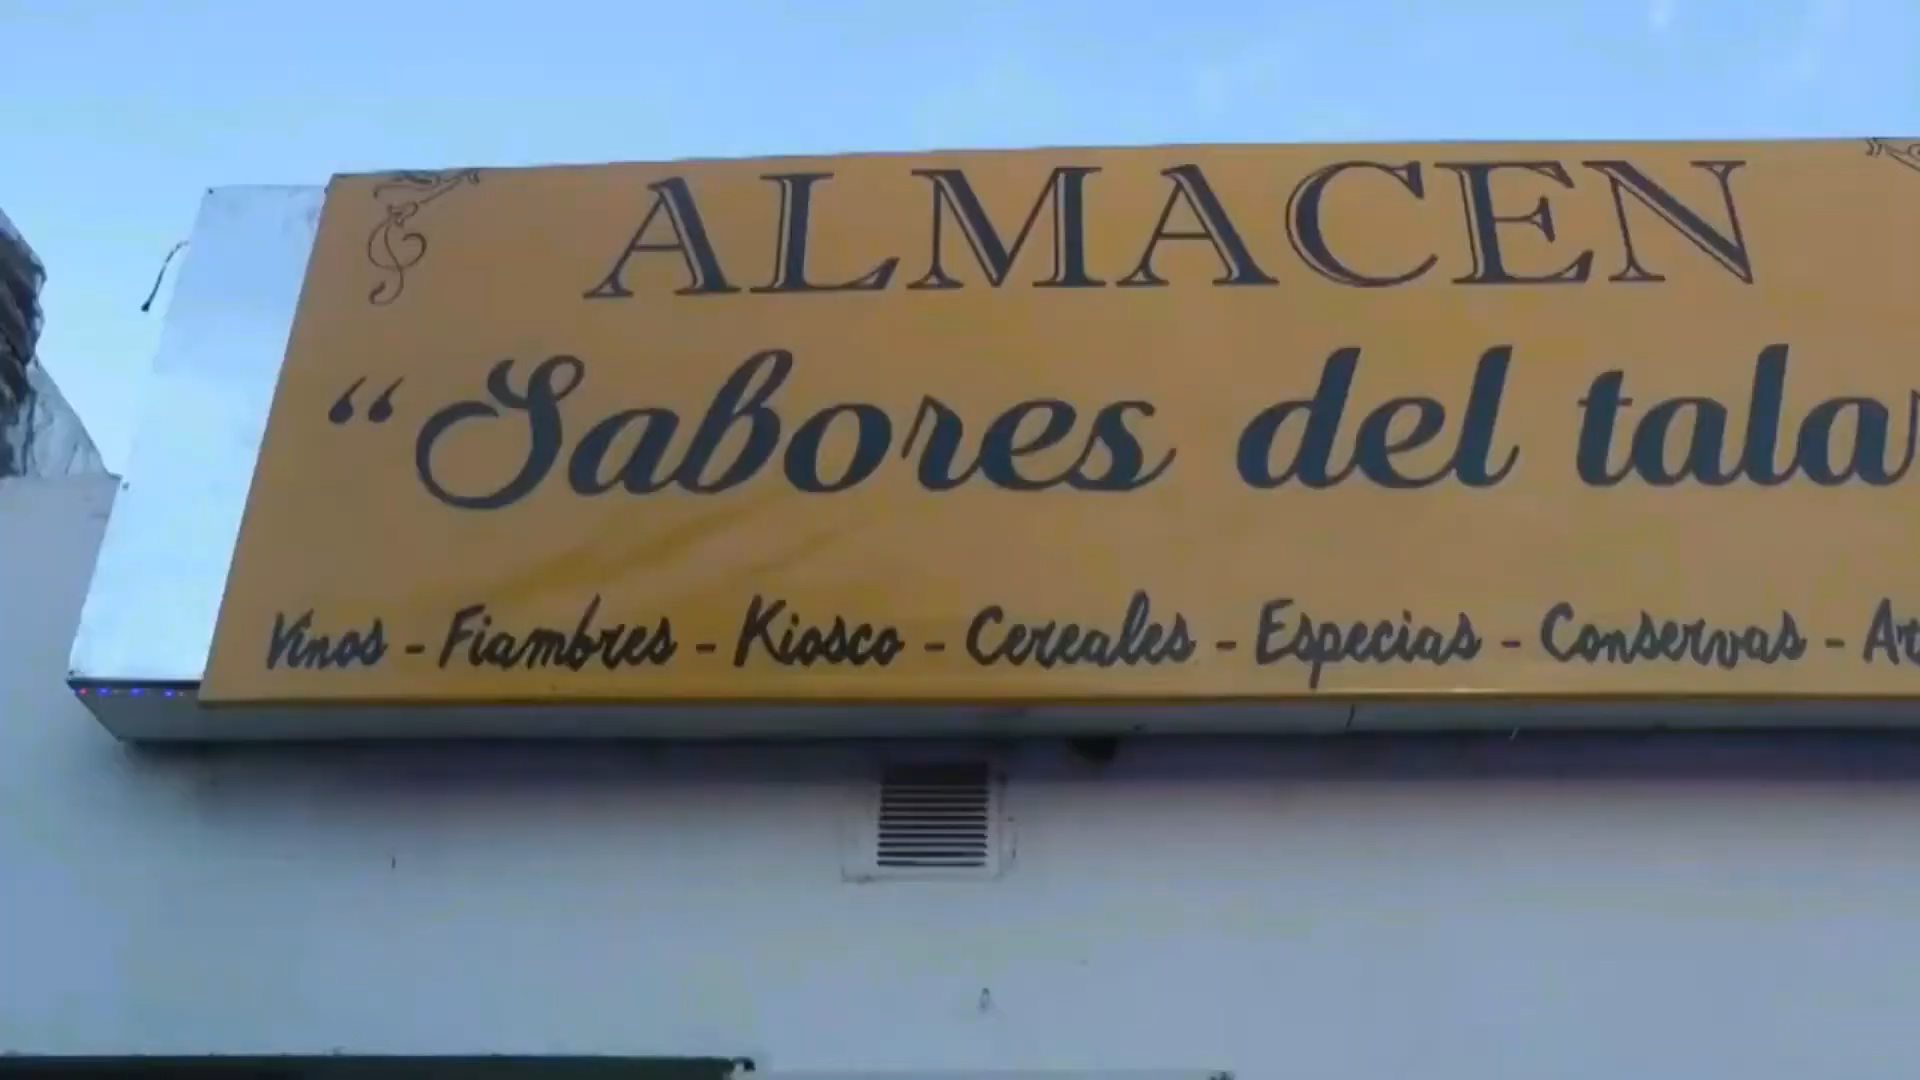 ALMACEN
“Sabores del tala
Vinos - Fiambres - Kiosco - Cereales - Especias - Conservas -